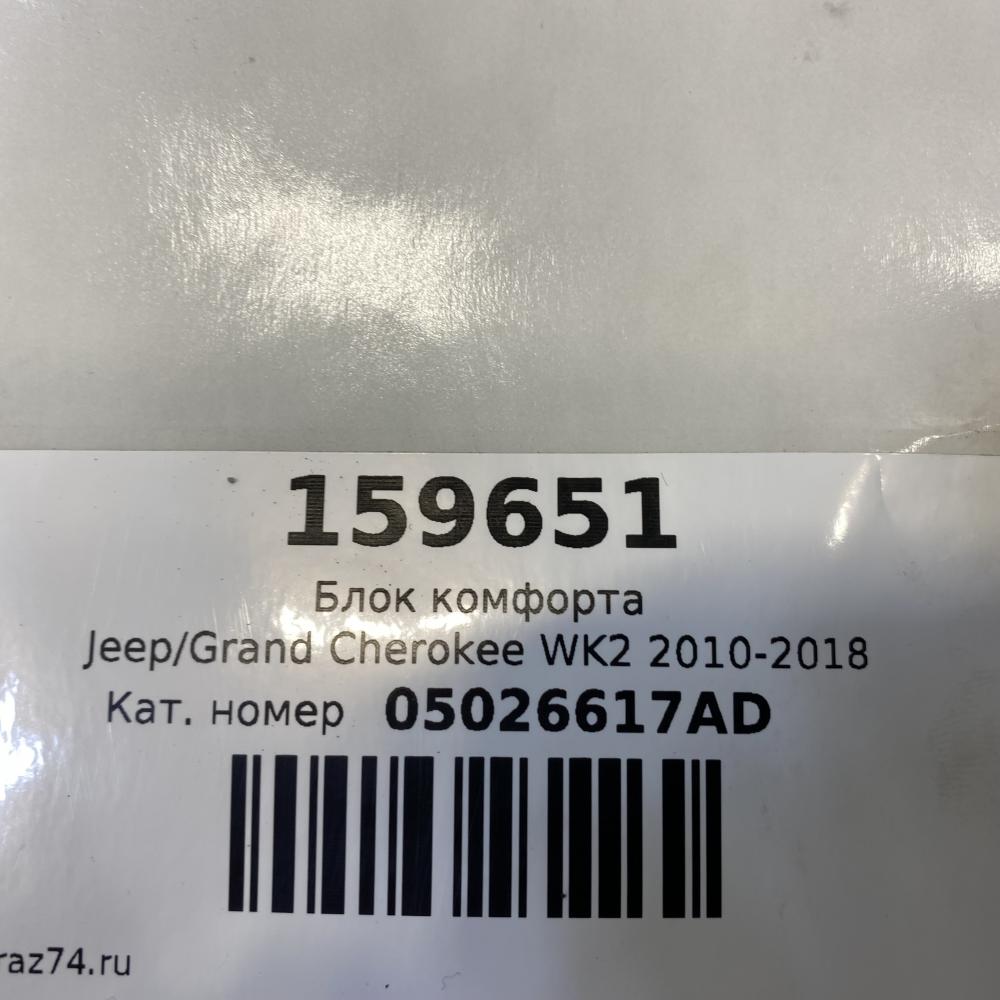 159651
Блок комфорта
Jeep/Grand Cherokee WK2 2010-2018
Кат. номер 05026617AD
raz74.ru